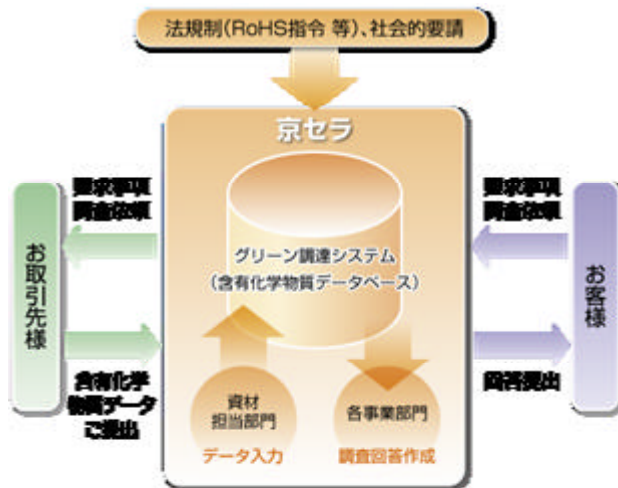 法規制(RoHS指令 等)、社会的要請
京セラ
要求事項
調査依頼
要求事項
調査依頼
お取引先様
グリーン調達システム
(含有化学物質データベース)
お客様
含有化学
物質データ
ご提出
回答提出
資材
担当部門
各事業部門
データ入力
調査回答作成